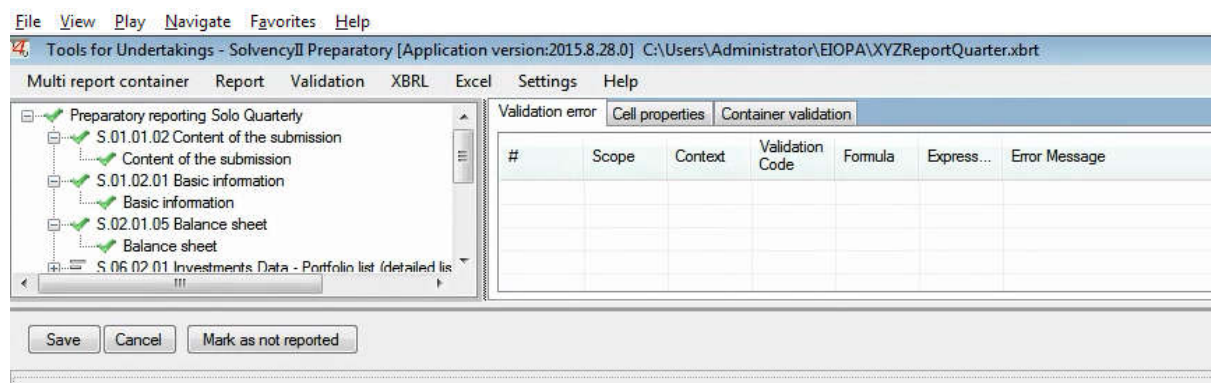 File View Play Navigate Favorites Help
Tools for Undertakings - SolvencyII Preparatory [Application version:2015.8.28.0] C:\Users\Administrator\EIOPA\XYZReportQuarter.xbrt
Multi report container Report Validation XBRL Excel Settings Help
Preparatory reporting Solo Quarterly
S.01.01.02 Content of the submission
Content of the submission
S.01.02.01 Basic information
Basic information
S.02.01.05 Balance sheet
Balance sheet
S.06.02.01 Investments Data - Portfolio list (detailed lis
Validation error Cell properties Container validation
# Scope Context Validation Code Formula Express... Error Message
Save Cancel Mark as not reported